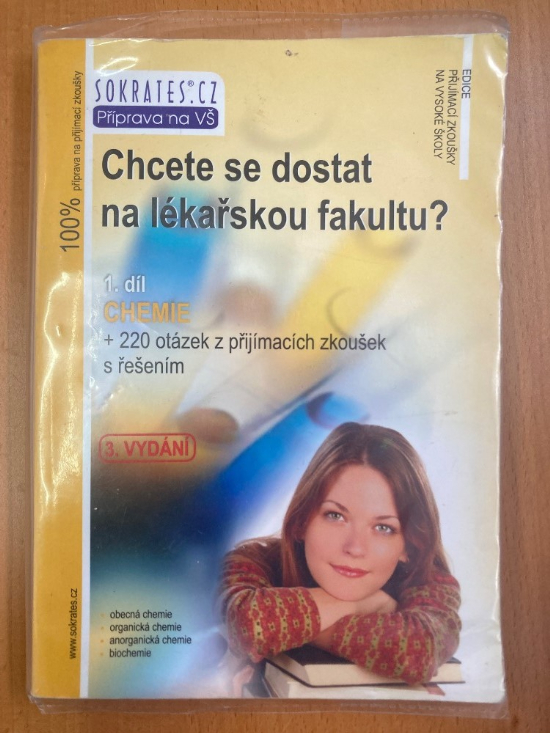 SOKRATES®.CZ
Příprava na VŠ
EDICE
PŘIJÍMACÍ ZKOUŠKY
NA VYSOKÉ ŠKOLY
100% příprava na přijímací zkoušky
Chcete se dostat
na lékařskou fakultu?
1. díl
CHEMIE
+ 220 otázek z přijímacích zkoušek
s řešením
3. VYDÁNÍ
obecná chemie
organická chemie
anorganická chemie
biochemie
www.sokrates.cz